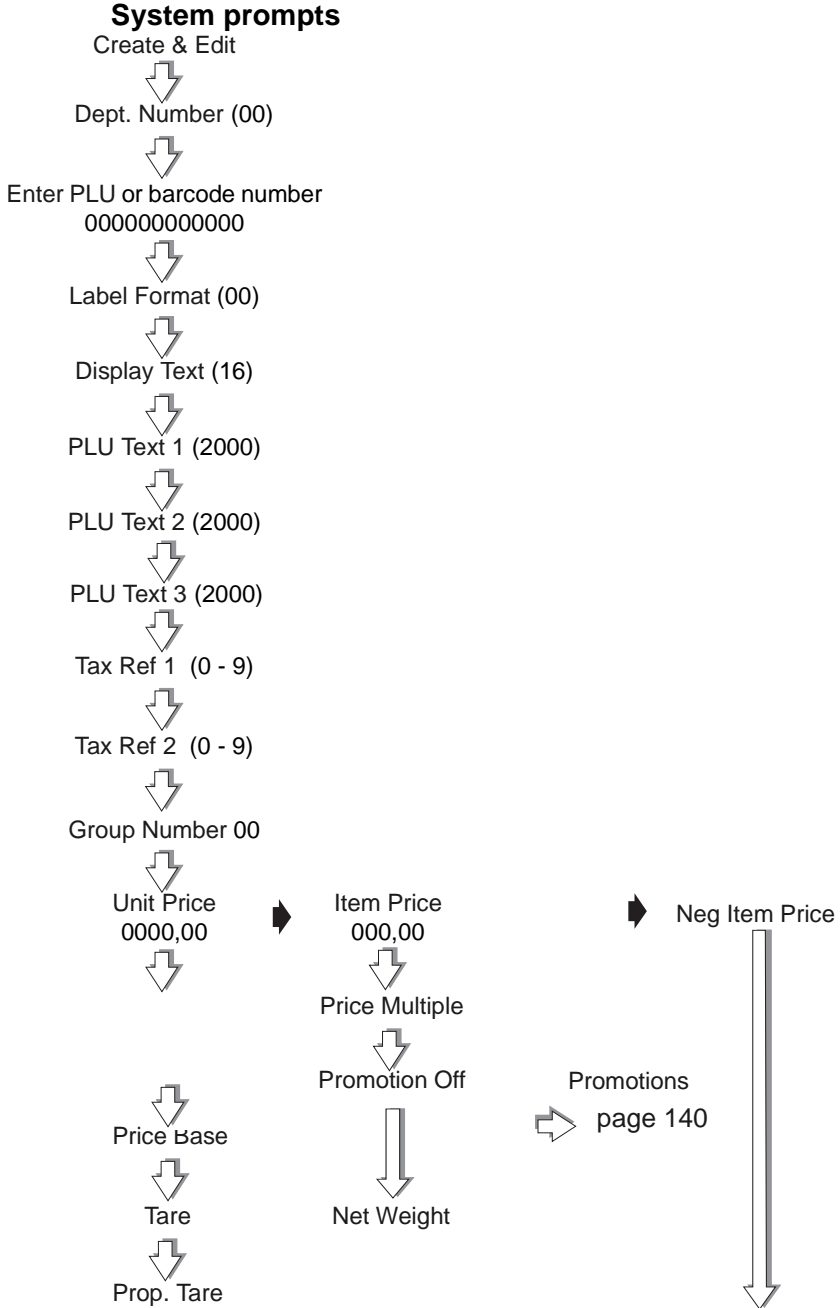 System prompts
Create & Edit
Dept. Number (00)
Enter PLU or barcode number
000000000000
Label Format (00)
Display Text (16)
PLU Text 1 (2000)
PLU Text 2 (2000)
PLU Text 3 (2000)
Tax Ref 1 (0 - 9)
Tax Ref 2 (0 - 9)
Group Number 00
Unit Price
0000,00
Item Price
000,00
Neg Item Price
Price Multiple
Promotion Off
Promotions
page 140
Price Base
Tare
Net Weight
Prop. Tare